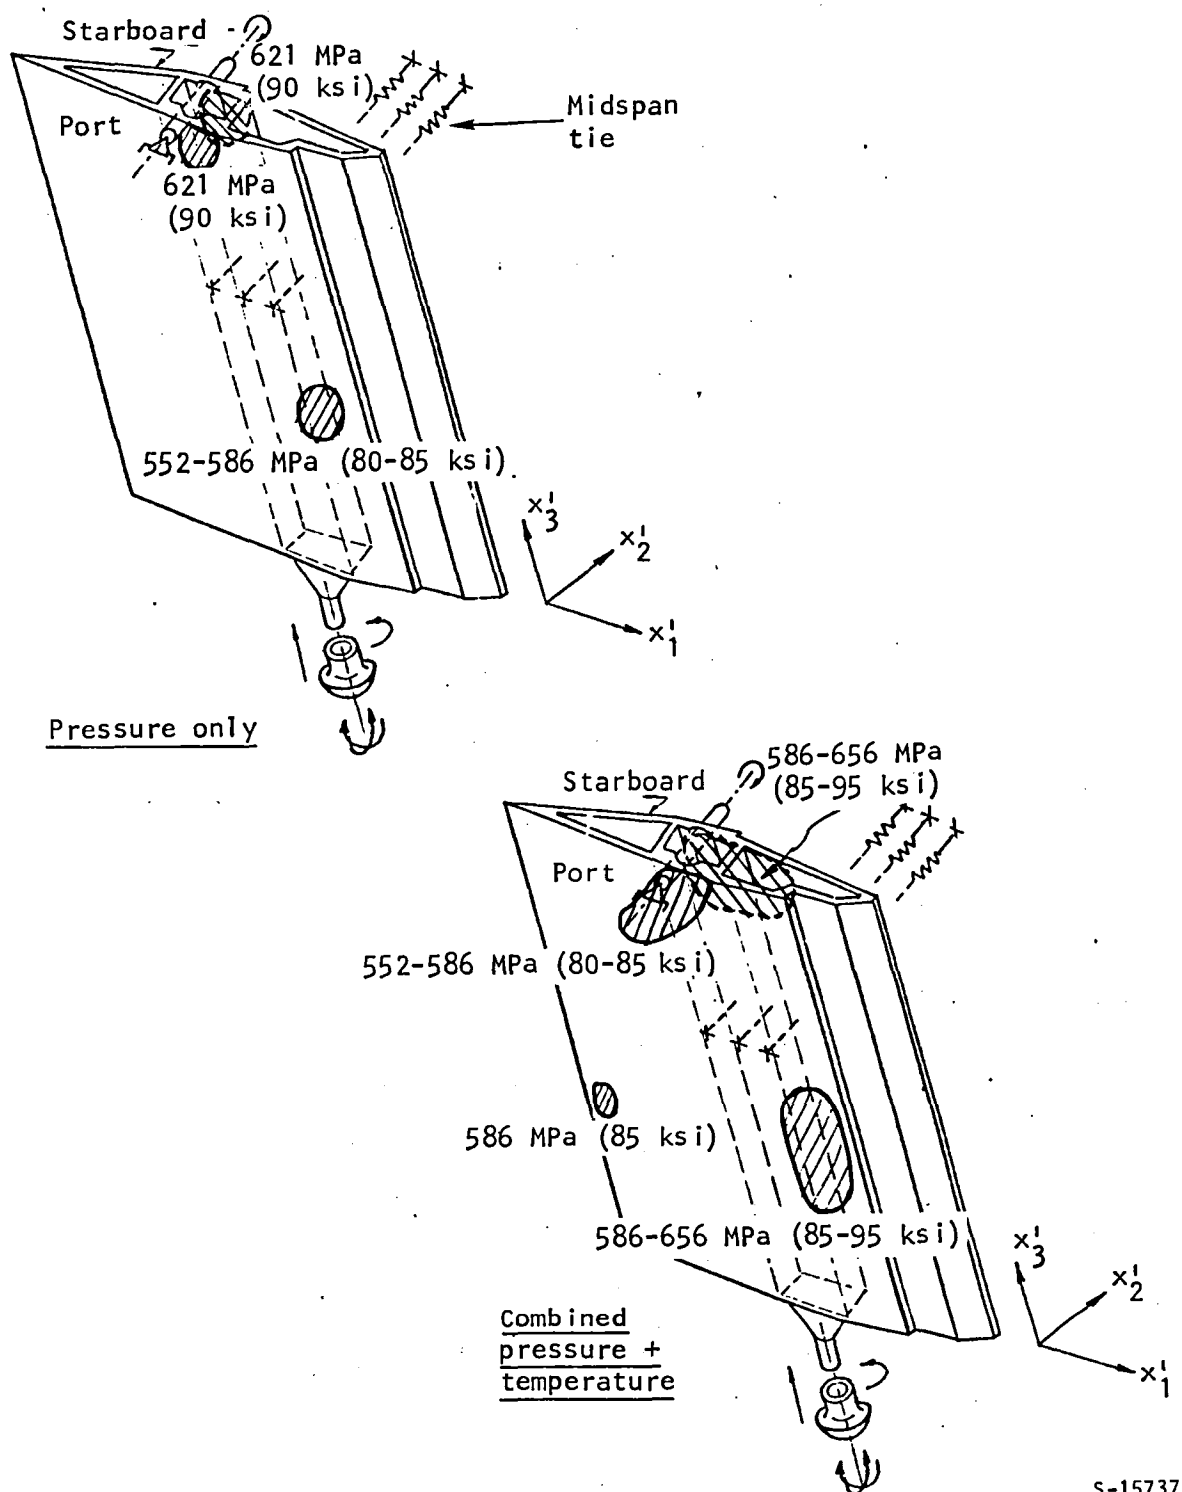 Starboard -
621 MPa
(90 ksi)
Midspan
tie
Port
621 MPa
(90 ksi)
552-586 MPa (80-85 ksi)
x'3
x'2
x'1
Pressure only
586-656 MPa
(85-95 ksi)
Starboard
Port
552-586 MPa (80-85 ksi)
586 MPa (85 ksi)
586-656 MPa (85-95 ksi)
x'3
x'2
x'1
Combined
pressure +
temperature
S-15737